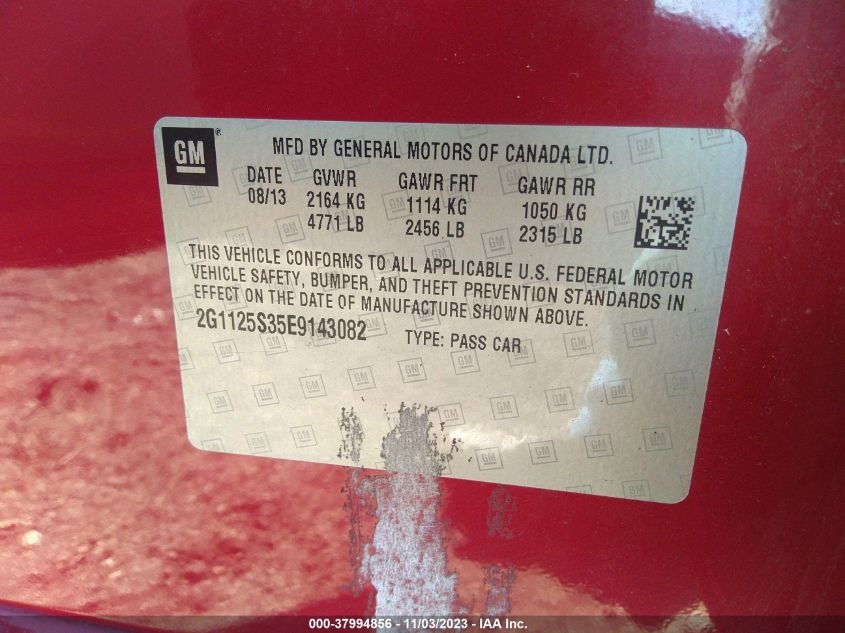 GM®
MFD BY GENERAL MOTORS OF CANADA LTD.
DATE GVWR GAWR FRT GAWR RR
08/13 2164 KG 1114 KG 1050 KG
4771 LB 2456 LB 2315 LB
THIS VEHICLE CONFORMS TO ALL APPLICABLE U.S. FEDERAL MOTOR
VEHICLE SAFETY, BUMPER, AND THEFT PREVENTION STANDARDS IN
EFFECT ON THE DATE OF MANUFACTURE SHOWN ABOVE.
2G1125S35E9143082 TYPE: PASS CAR
000-37994856 - 11/03/2023 - IAA Inc.